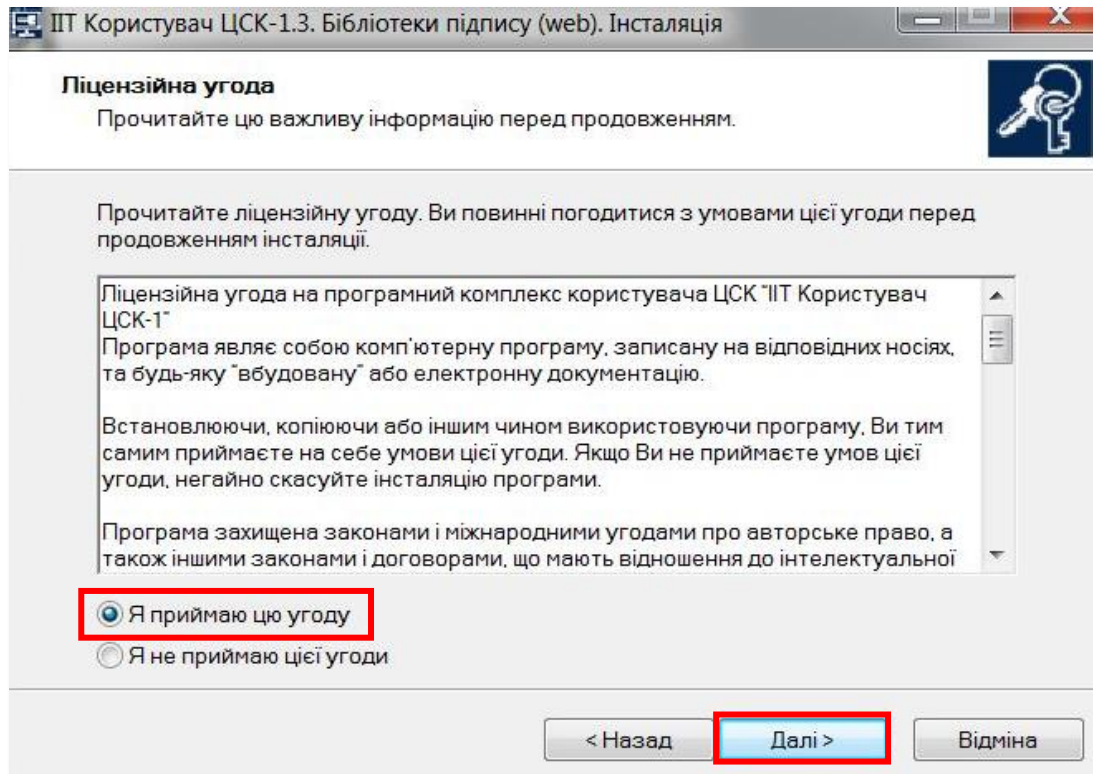 ІІТ Користувач ЦСК-1.3. Бібліотеки підпису (web). Інсталяція
Ліцензійна угода
Прочитайте цю важливу інформацію перед продовженням.
Прочитайте ліцензійну угоду. Ви повинні погодитися з умовами цієї угоди перед
продовженням інсталяції.
Ліцензійна угода на програмний комплекс користувача ЦСК "ІІТ Користувач
ЦСК-1"
Програма являє собою комп'ютерну програму, записану на відповідних носіях,
та будь-яку "вбудовану" або електронну документацію.
Встановлюючи, копіюючи або іншим чином використовуючи програму, Ви тим
самим приймаєте на себе умови цієї угоди. Якщо Ви не приймаєте умов цієї
угоди, негайно скасуйте інсталяцію програми.
Програма захищена законами і міжнародними угодами про авторське право, а
також іншими законами і договорами, що мають відношення до інтелектуальної
Я приймаю цю угоду
Я не приймаю цієї угоди
< Назад Далі > Відміна